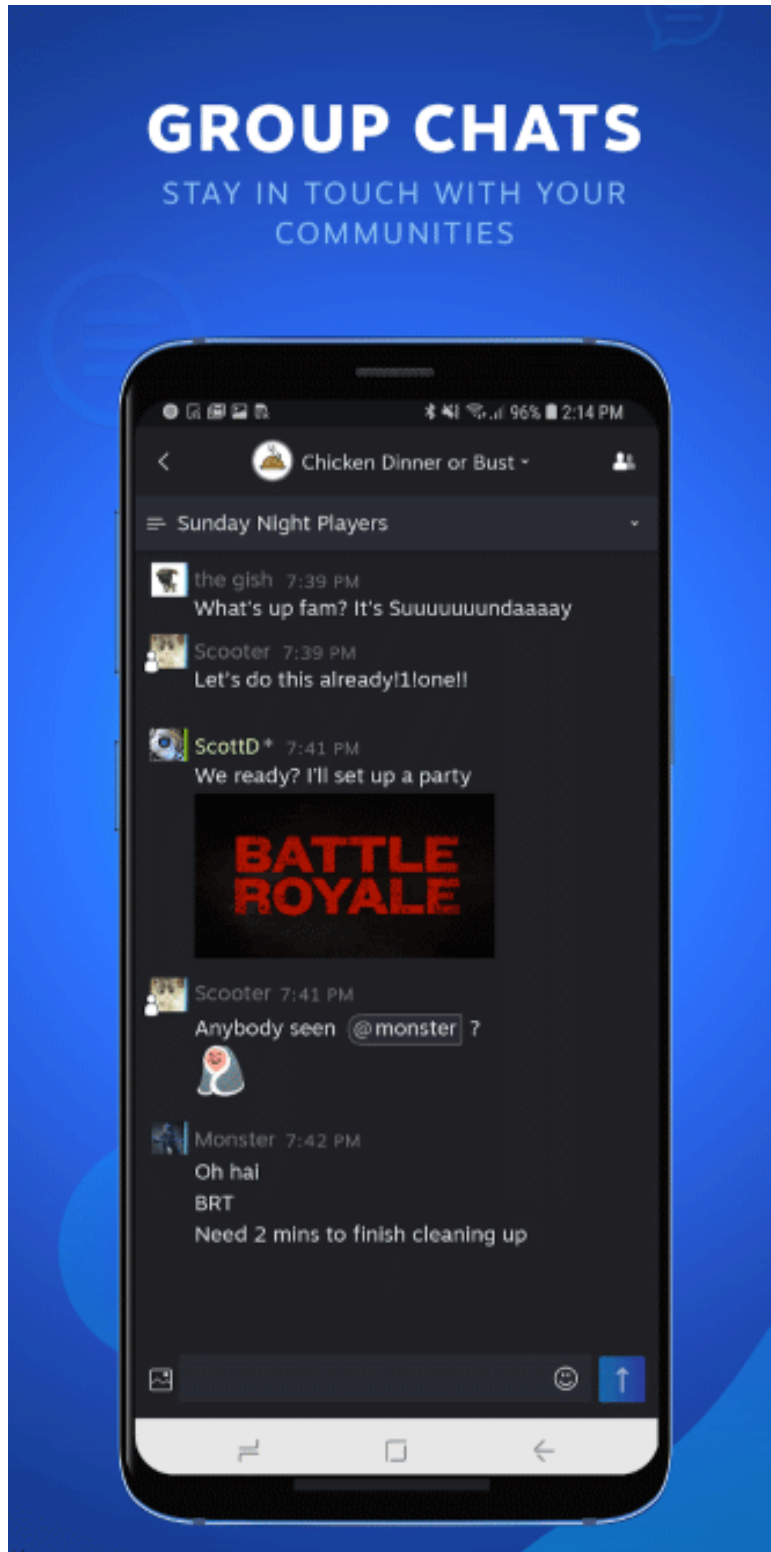 GROUP CHATS
STAY IN TOUCH WITH YOUR
COMMUNITIES
96% 2:14 PM
Chicken Dinner or Bust
Sunday Night Players
the gish 7:39 PM
What's up fam? It's Suuuuuuundaaaay
Scooter 7:39 PM
Let's do this already!1!one!!
ScottD* 7:41 PM
We ready? I'll set up a party
BATTLE
ROYALE
Scooter 7:41 PM
Anybody seen @monster ?
Monster 7:42 PM
Oh hai
BRT
Need 2 mins to finish cleaning up